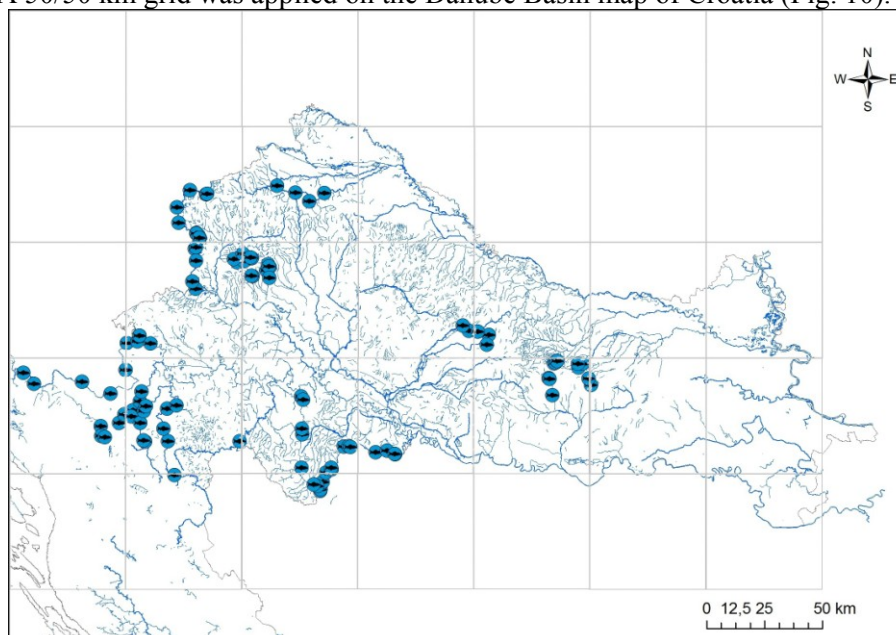 A 50/50 km grid was applied on the Danube Basin map of Croatia (Fig. 10).
N
W E
S
0 12,5 25 50 km